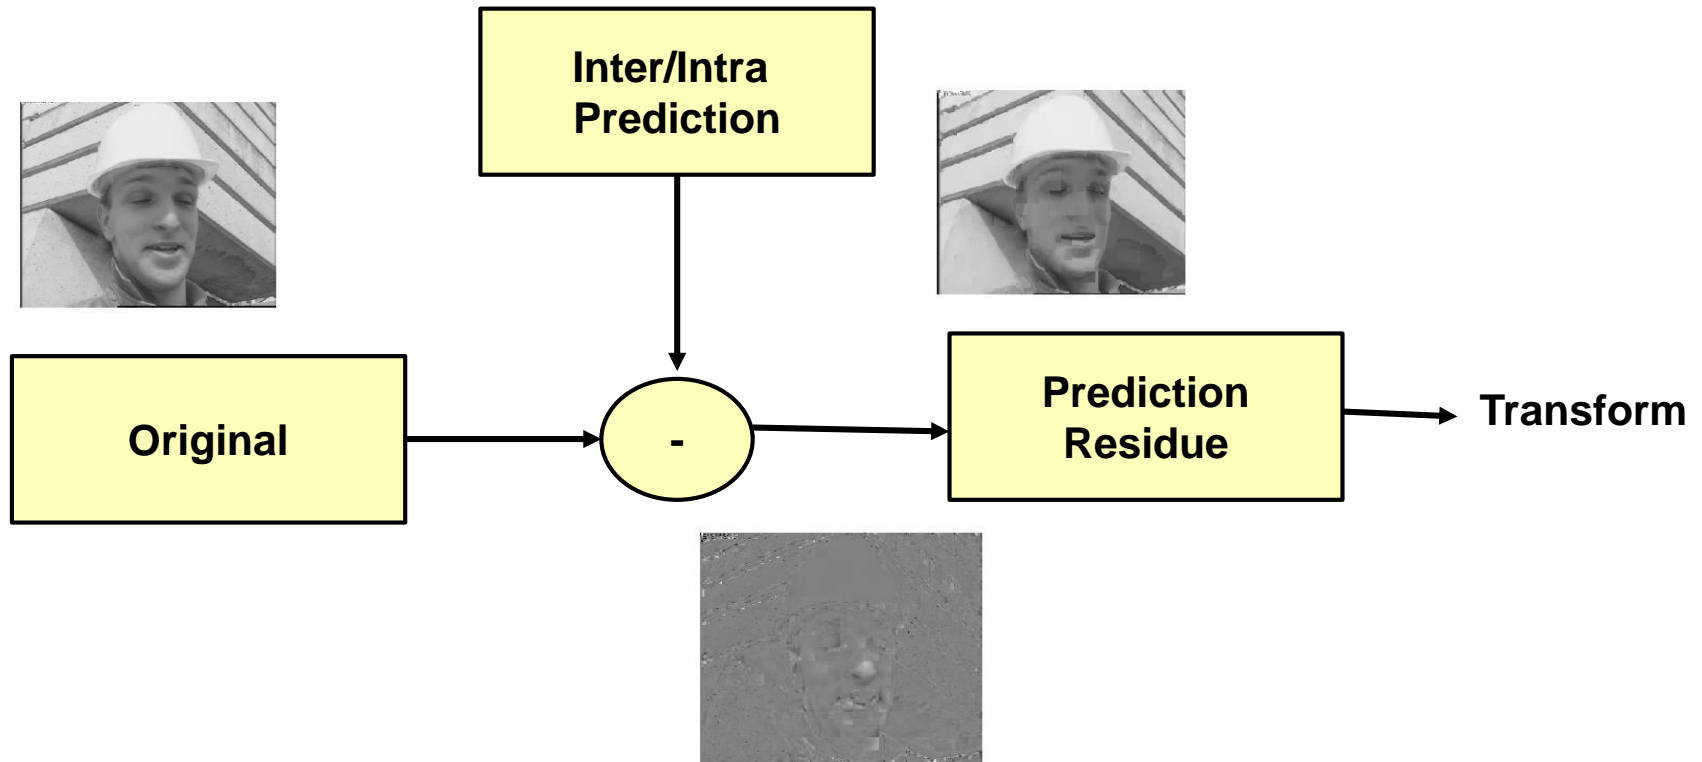 Inter/Intra
Prediction
Original
-
Prediction
Residue
Transform